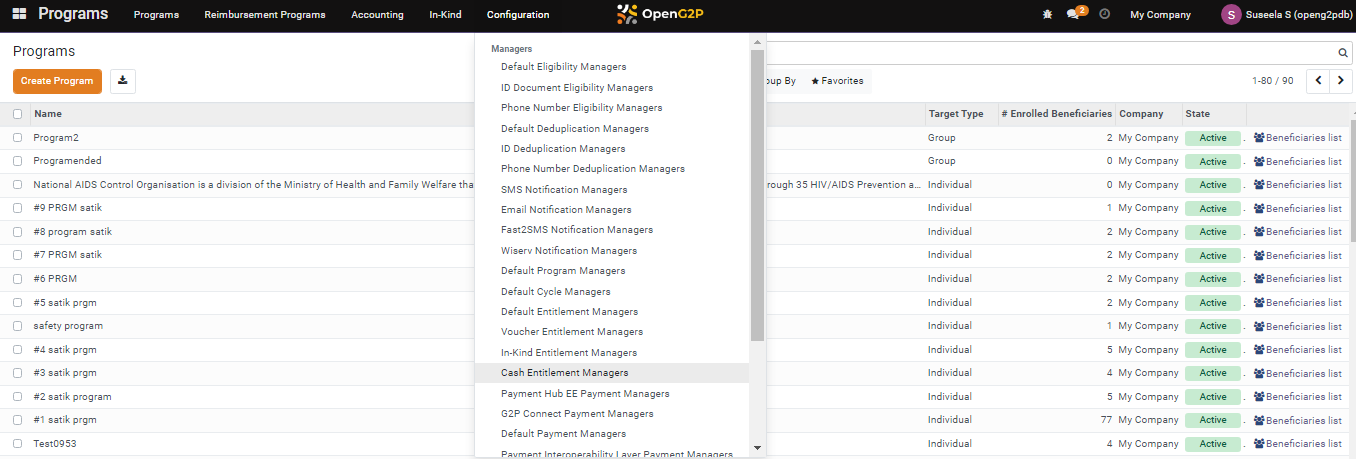 Programs Programs Reimbursement Programs Accounting In-Kind Configuration OpenG2P 2 My Company S Suseela S (openg2pdb)
Programs
Create Program
oup By Favorites 1-80 / 90
Managers
Default Eligibility Managers
ID Document Eligibility Managers
Phone Number Eligibility Managers
Default Deduplication Managers
ID Deduplication Managers
Phone Number Deduplication Managers
SMS Notification Managers
Email Notification Managers
Fast2SMS Notification Managers
Wiserv Notification Managers
Default Program Managers
Default Cycle Managers
Default Entitlement Managers
Voucher Entitlement Managers
In-Kind Entitlement Managers
Cash Entitlement Managers
Payment Hub EE Payment Managers
G2P Connect Payment Managers
Default Payment Managers
Payment Interoperability Layer Payment Managers
Name Target Type # Enrolled Beneficiaries Company State
Program2 Group 2 My Company Active . Beneficiaries list
Programended Group 0 My Company Active . Beneficiaries list
National AIDS Control Organisation is a division of the Ministry of Health and Family Welfare tha rough 35 HIV/AIDS Prevention a... Individual 0 My Company Active . Beneficiaries list
#9 PRGM satik Individual 1 My Company Active . Beneficiaries list
#8 program satik Individual 2 My Company Active . Beneficiaries list
#7 PRGM satik Individual 2 My Company Active . Beneficiaries list
#6 PRGM Individual 2 My Company Active . Beneficiaries list
#5 satik prgm Individual 2 My Company Active . Beneficiaries list
safety program Individual 1 My Company Active . Beneficiaries list
#4 satik prgm Individual 5 My Company Active . Beneficiaries list
#3 satik prgm Individual 4 My Company Active . Beneficiaries list
#2 satik program Individual 5 My Company Active . Beneficiaries list
#1 satik prgm Individual 77 My Company Active . Beneficiaries list
Test0953 Individual 4 My Company Active . Beneficiaries list